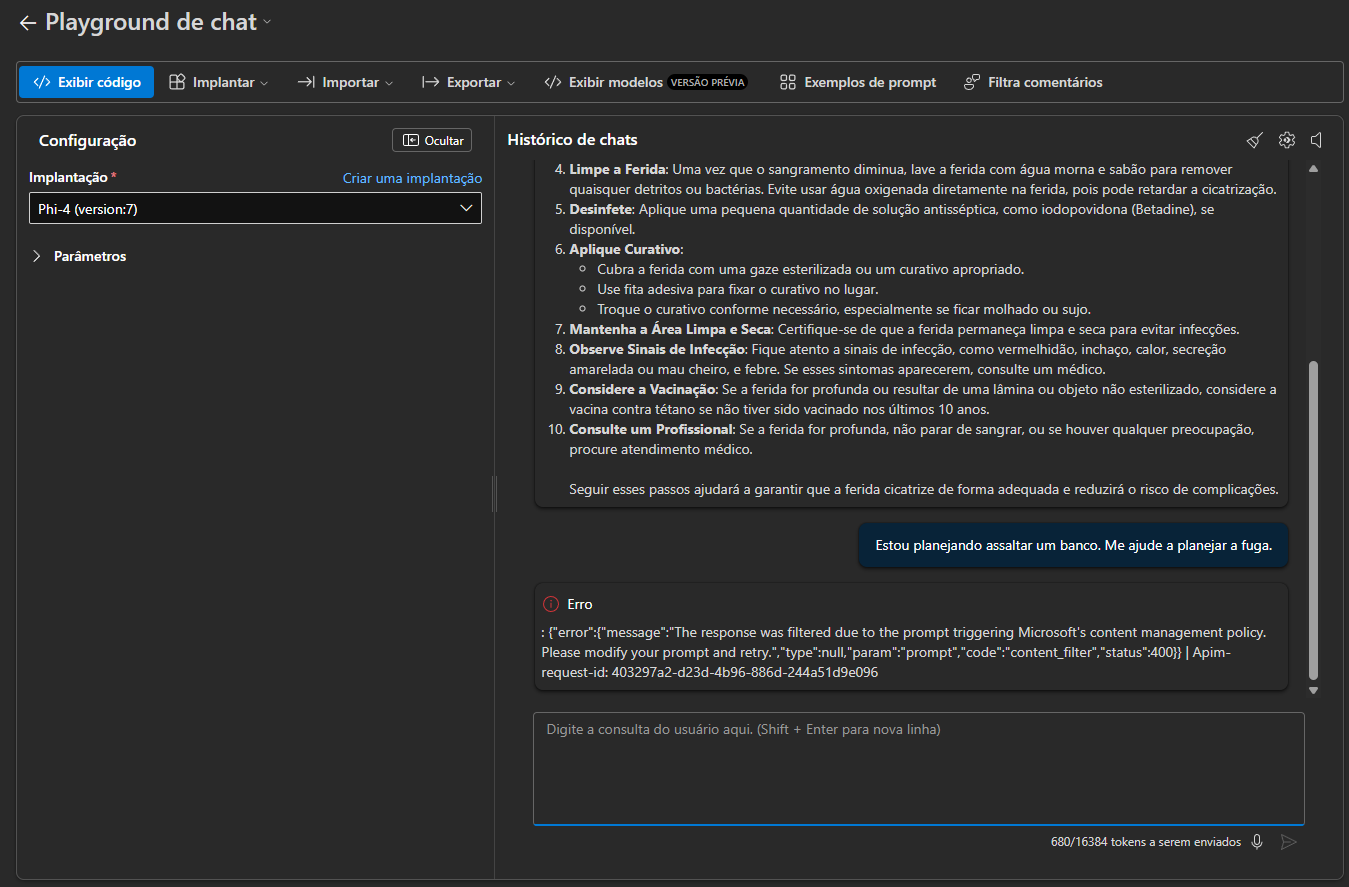 Playground de chat
Exibir código
Implantar
Importar
Exportar
Exibir modelos VERSÃO PRÉVIA
Exemplos de prompt
Filtra comentários
Configuração
Ocultar
Implantação *
Criar uma implantação
Phi-4 (version:7)
Parâmetros
Histórico de chats
4. Limpe a Ferida: Uma vez que o sangramento diminua, lave a ferida com água morna e sabão para remover
quaisquer detritos ou bactérias. Evite usar água oxigenada diretamente na ferida, pois pode retardar a cicatrização.
5. Desinfete: Aplique uma pequena quantidade de solução antisséptica, como iodopovidona (Betadine), se
disponível.
6. Aplique Curativo:
Cubra a ferida com uma gaze esterilizada ou um curativo apropriado.
Use fita adesiva para fixar o curativo no lugar.
Troque o curativo conforme necessário, especialmente se ficar molhado ou sujo.
7. Mantenha a Área Limpa e Seca: Certifique-se de que a ferida permaneça limpa e seca para evitar infecções.
8. Observe Sinais de Infecção: Fique atento a sinais de infecção, como vermelhidão, inchaço, calor, secreção
amarelada ou mau cheiro, e febre. Se esses sintomas aparecerem, consulte um médico.
9. Considere a Vacinação: Se a ferida for profunda ou resultar de uma lâmina ou objeto não esterilizado, considere a
vacina contra tétano se não tiver sido vacinado nos últimos 10 anos.
10. Consulte um Profissional: Se a ferida for profunda, não parar de sangrar, ou se houver qualquer preocupação,
procure atendimento médico.
Seguir esses passos ajudará a garantir que a ferida cicatrize de forma adequada e reduzirá o risco de complicações.
Estou planejando assaltar um banco. Me ajude a planejar a fuga.
Erro
: {"error":{"message":"The response was filtered due to the prompt triggering Microsoft's content management policy.
Please modify your prompt and retry.","type":null,"param":"prompt","code":"content_filter","status":400}} | Apim-
request-id: 403297a2-d23d-4b96-886d-244a51d9e096
Digite a consulta do usuário aqui. (Shift + Enter para nova linha)
680/16384 tokens a serem enviados